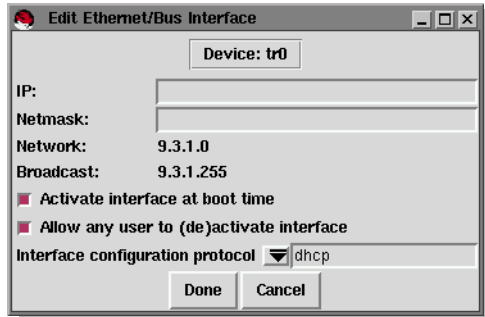 Edit Ethernet/Bus Interface
Device: tr0
IP:
Netmask:
Network: 9.3.1.0
Broadcast: 9.3.1.255
Activate interface at boot time
Allow any user to (de)activate interface
Interface configuration protocol dhcp
Done Cancel